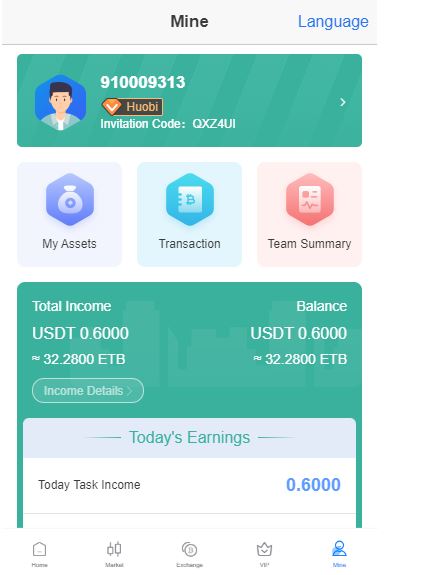 Mine
Language
910009313
Huobi
Invitation Code： QXZ4UI
My Assets
Transaction
Team Summary
Total Income
Balance
USDT 0.6000
USDT 0.6000
≈ 32.2800 ETB
≈ 32.2800 ETB
Income Details >
Today's Earnings
Today Task Income
0.6000
Home
Market
Exchange
VIP
Mine